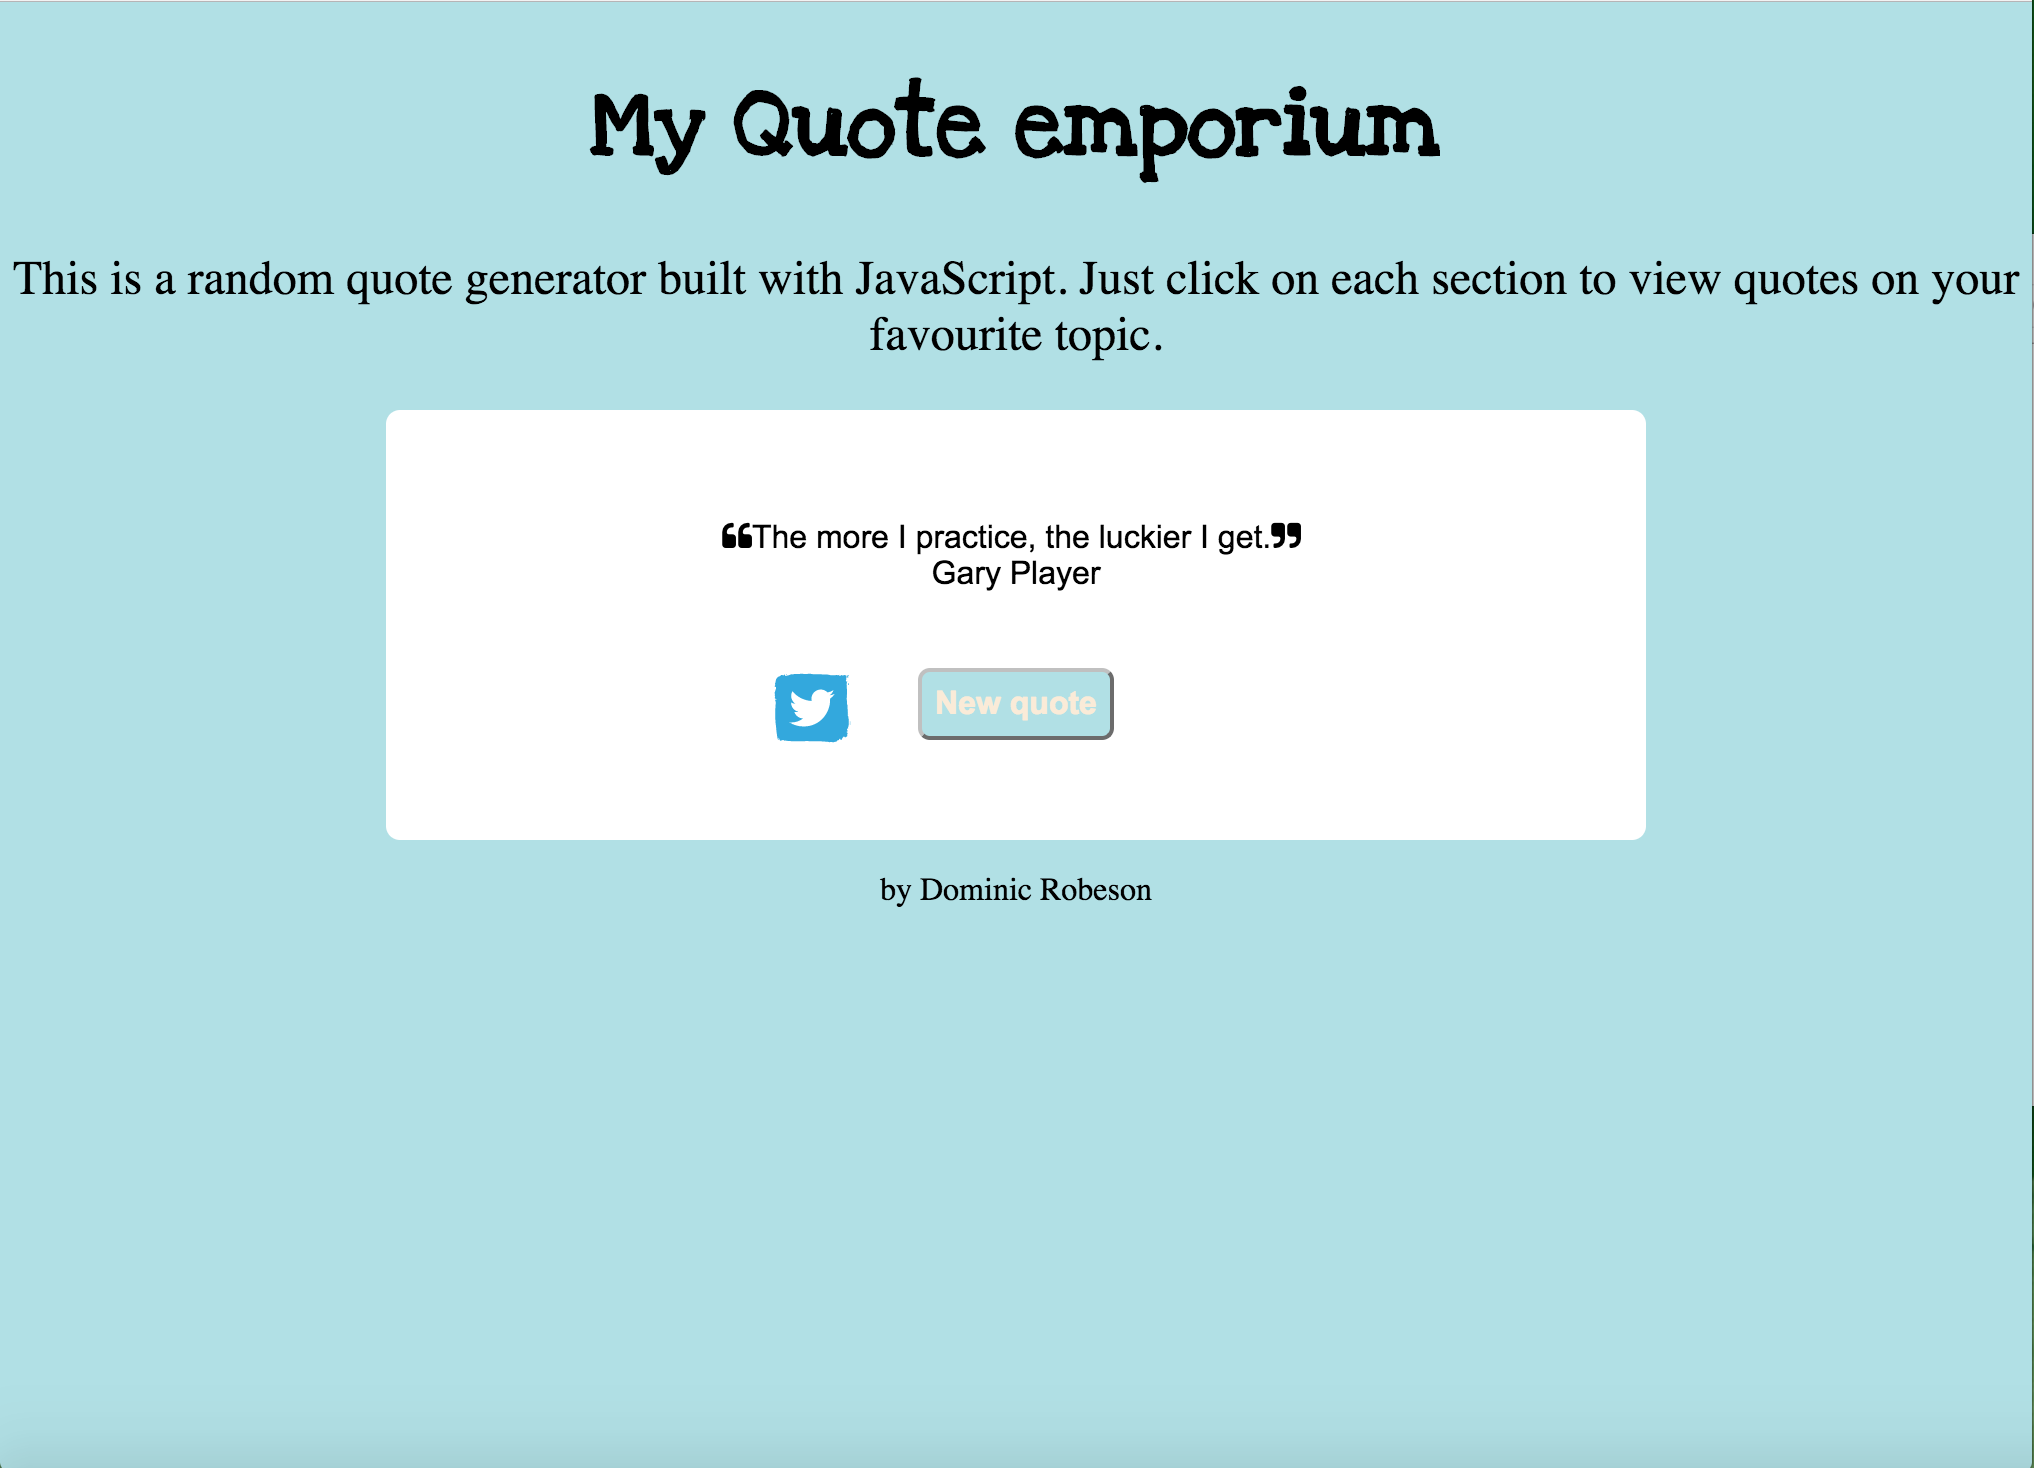 My Quote emporium
This is a random quote generator built with JavaScript. Just click on each section to view quotes on your
favourite topic.
❝The more I practice, the luckier I get.❞
Gary Player
New quote
by Dominic Robeson